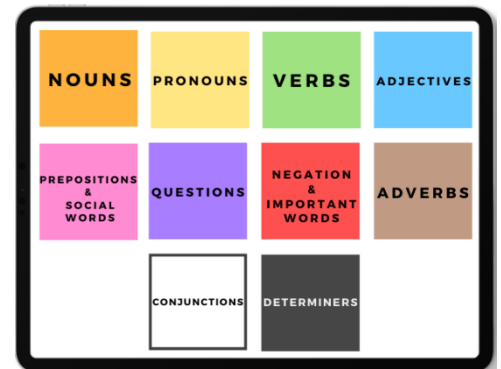 NOUNS
PRONOUNS
VERBS
ADJECTIVES
PREPOSITIONS
&
SOCIAL
WORDS
QUESTIONS
NEGATION
&
IMPORTANT
WORDS
ADVERBS
CONJUNCTIONS
DETERMINERS